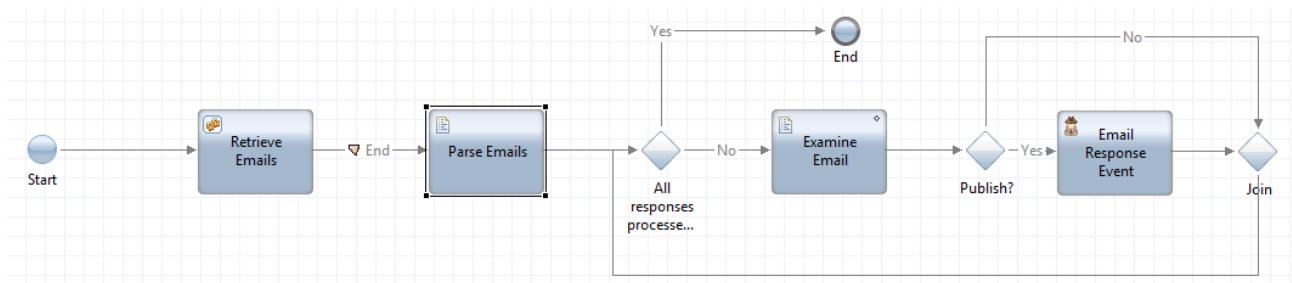 Start
Retrieve
Emails
End
Parse Emails
All
responses
processe...
Yes
End
No
Examine
Email
Publish?
No
Yes
Email
Response
Event
Join